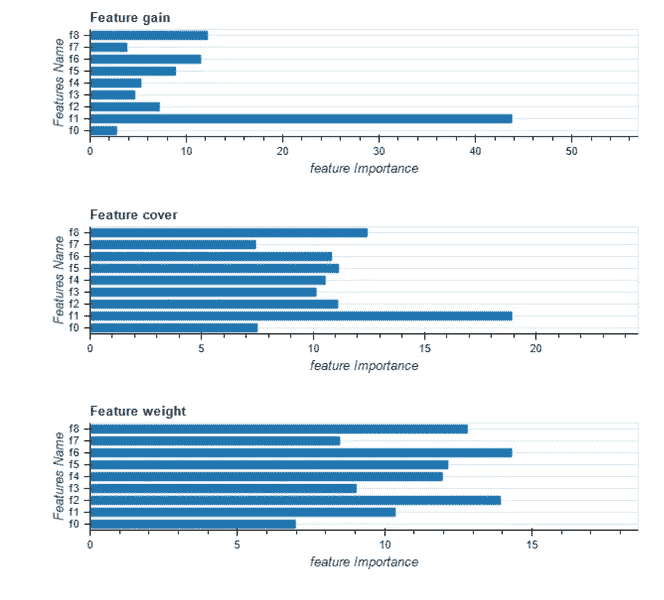 Feature gain
Features Name
f8
f7
f6
f5
f4
f3
f2
f1
f0
0 10 20 30 40 50
feature Importance
Feature cover
Features Name
f8
f7
f6
f5
f4
f3
f2
f1
f0
0 5 10 15 20
feature Importance
Feature weight
Features Name
f8
f7
f6
f5
f4
f3
f2
f1
f0
0 5 10 15
feature Importance